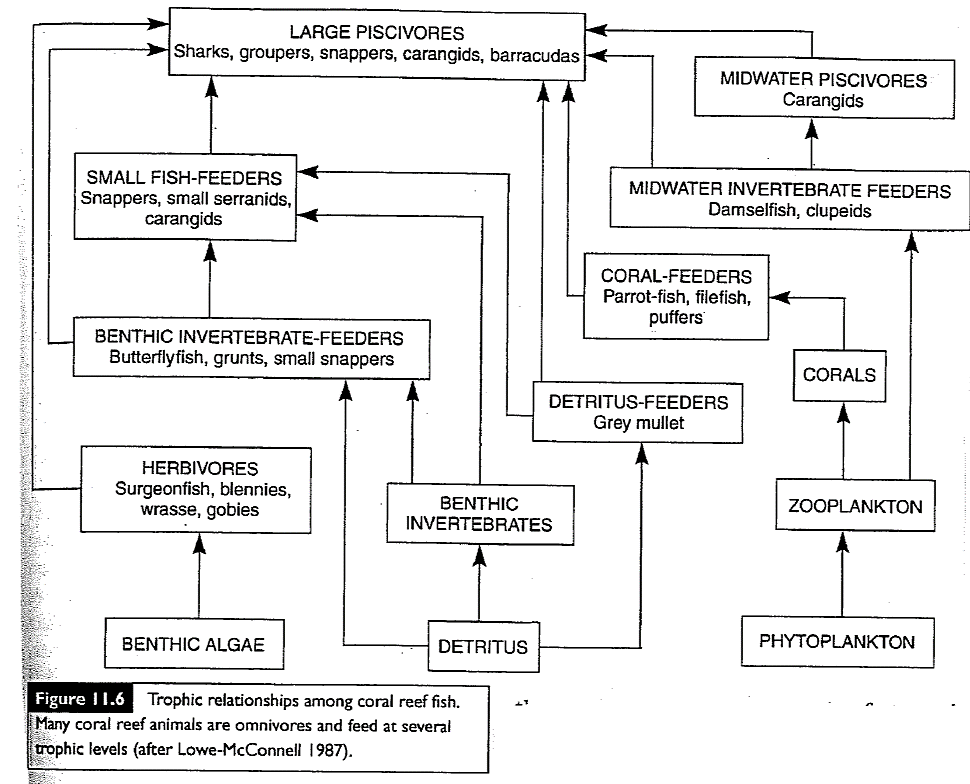 LARGE PISCIVORES
Sharks, groupers, snappers, carangids, barracudas
MIDWATER PISCIVORES
Carangids
SMALL FISH-FEEDERS
Snappers, small serranids,
carangids
MIDWATER INVERTEBRATE FEEDERS
Damselfish, clupeids
CORAL-FEEDERS
Parrot-fish, filefish,
puffers
BENTHIC INVERTEBRATE-FEEDERS
Butterflyfish, grunts, small snappers
CORALS
DETRITUS-FEEDERS
Grey mullet
HERBIVORES
Surgeonfish, blennies,
wrasse, gobies
BENTHIC
INVERTEBRATES
ZOOPLANKTON
BENTHIC ALGAE
DETRITUS
PHYTOPLANKTON
Figure 11.6 Trophic relationships among coral reef fish.
Many coral reef animals are omnivores and feed at several
trophic levels (after Lowe-McConnell 1987).